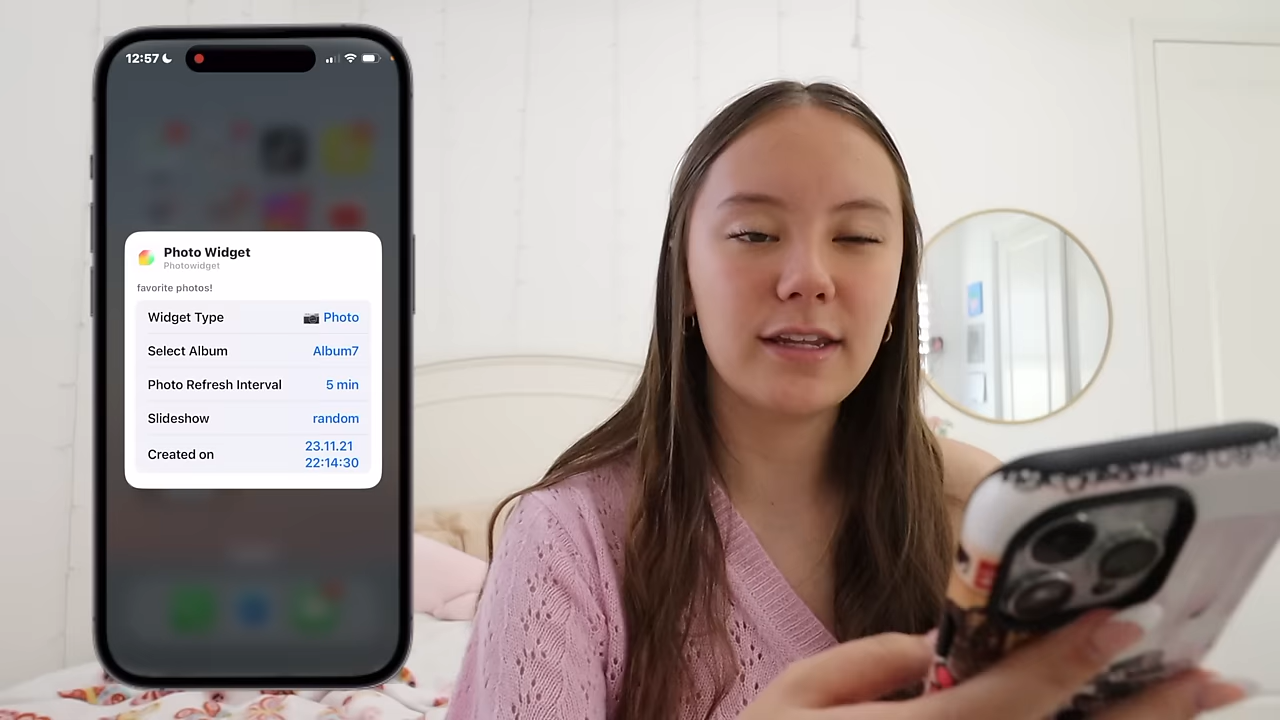 12:57
Photo Widget
Photowidget
favorite photos!
Widget Type 📷 Photo
Select Album Album7
Photo Refresh Interval 5 min
Slideshow random
Created on 23.11.21
22:14:30